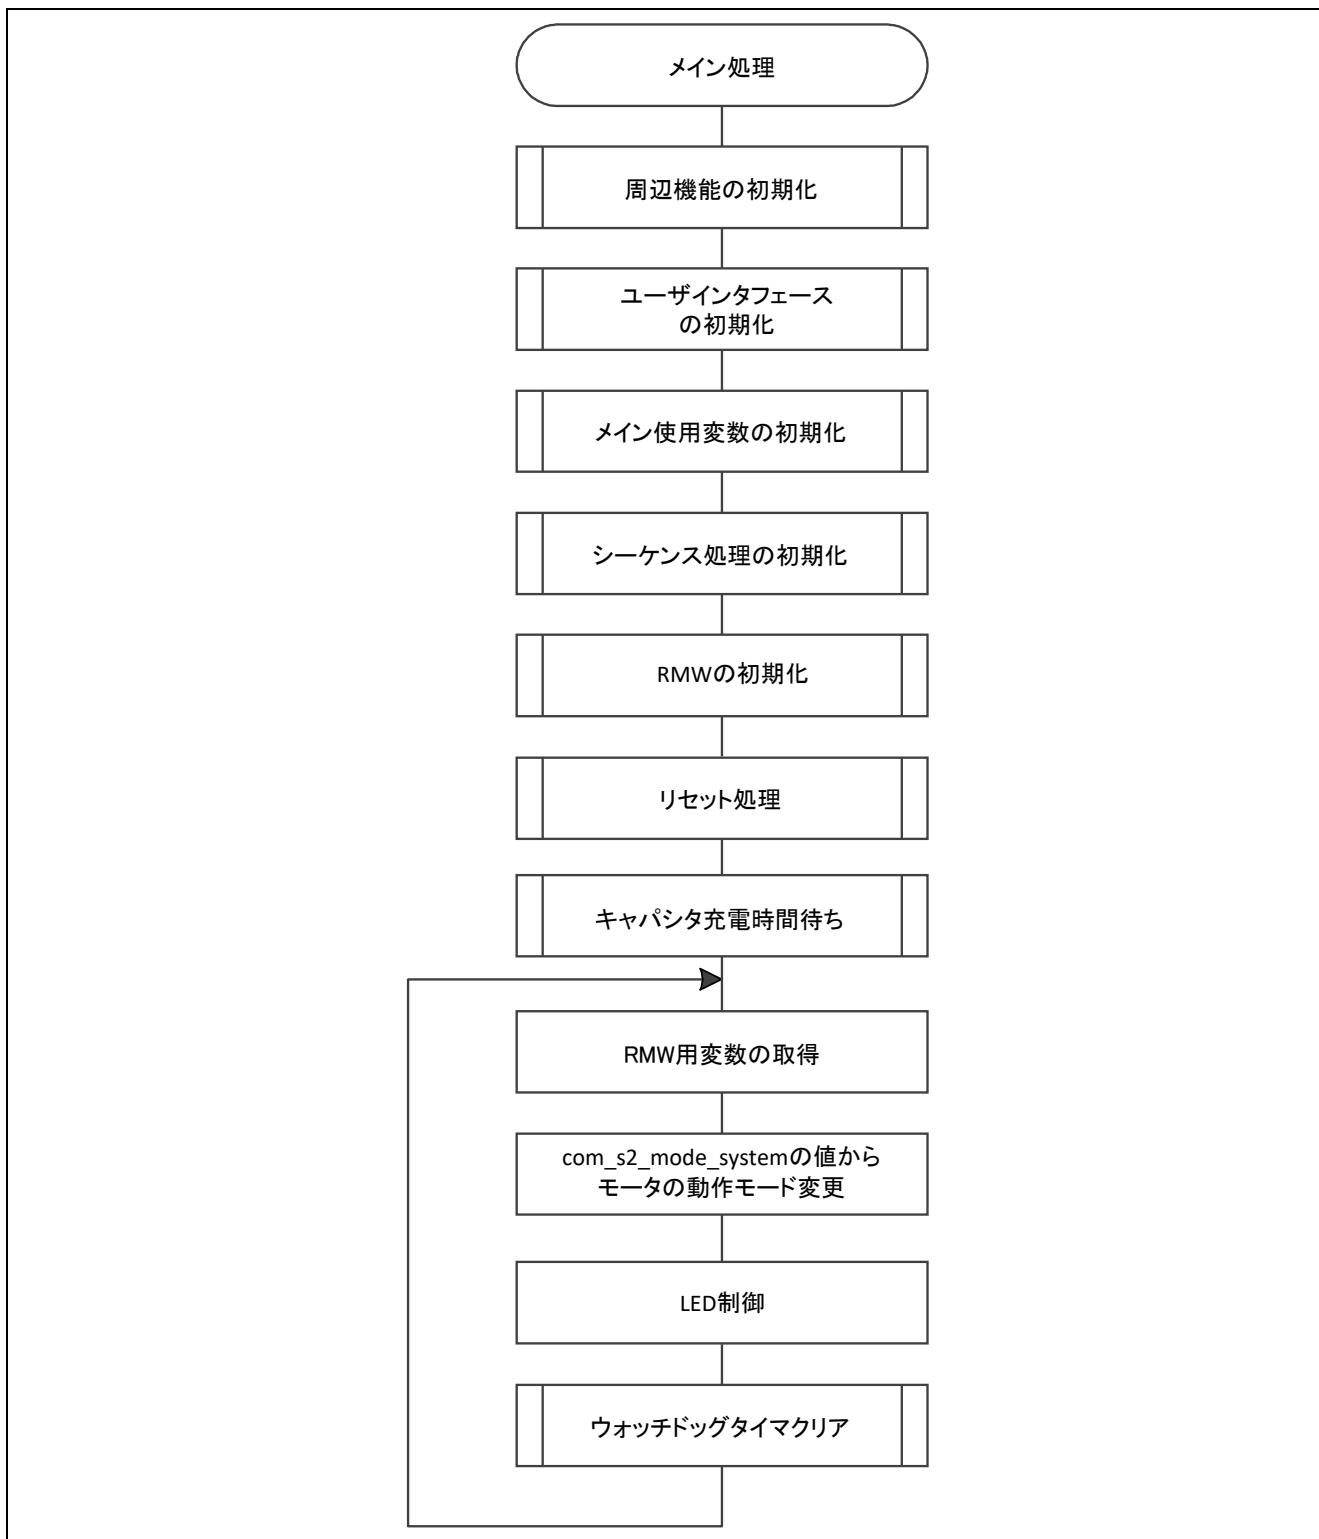 メイン処理
周辺機能の初期化
ユーザインタフェース
の初期化
メイン使用変数の初期化
シーケンス処理の初期化
RMWの初期化
リセット処理
キャパシタ充電時間待ち
RMW用変数の取得
com_s2_mode_systemの値から
モータの動作モード変更
LED制御
ウォッチドッグタイマクリア